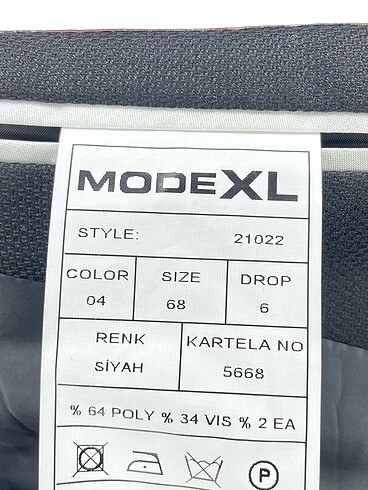 MODEXL
STYLE: 21022
COLOR SIZE DROP
04 68 6
RENK KARTELA NO
SİYAH 5668
% 64 POLY % 34 VIS % 2 EA
P